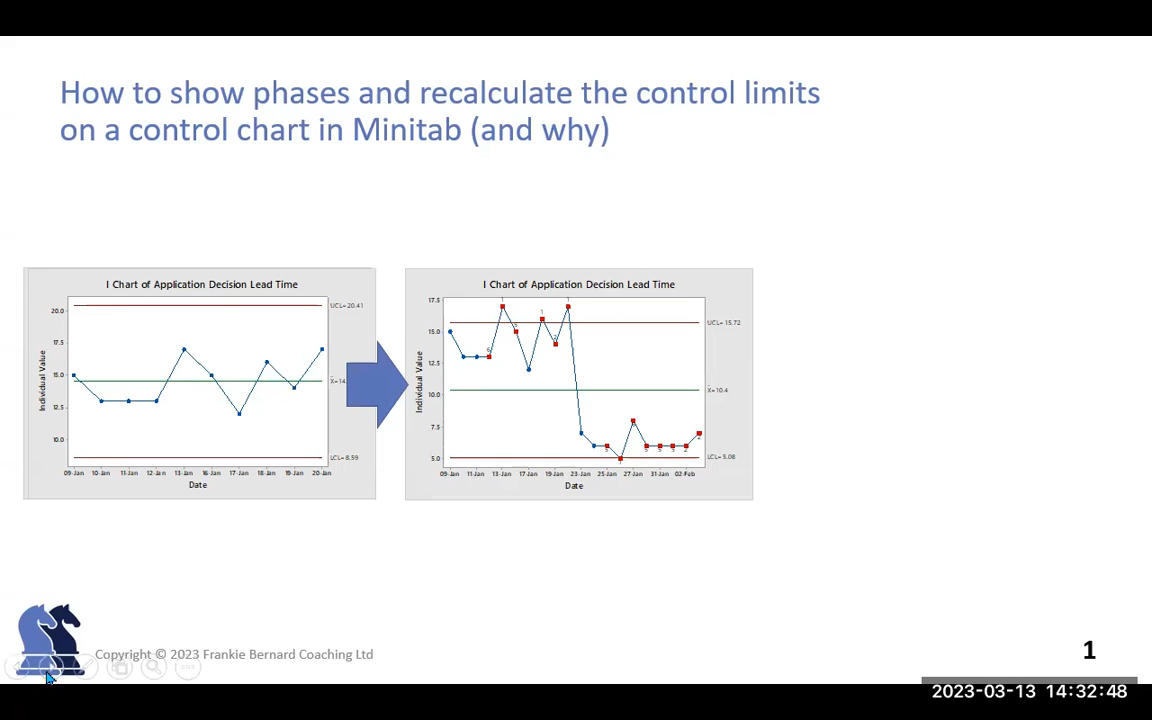 How to show phases and recalculate the control limits
on a control chart in Minitab (and why)
I Chart of Application Decision Lead Time
20.0
17.5
15.0
12.5
10.0
Individual Value
UCL=20.41
LCL=8.59
09-Jan 10-Jan 11-Jan 12-Jan 13-Jan 16-Jan 17-Jan 18-Jan 19-Jan 20-Jan
Date
I Chart of Application Decision Lead Time
17.5
15.0
12.5
10.0
7.5
5.0
Individual Value
UCL=15.72
X̄=10.4
LCL=5.08
09-Jan 11-Jan 13-Jan 17-Jan 19-Jan 23-Jan 25-Jan 27-Jan 31-Jan 02-Feb
Date
Copyright © 2023 Frankie Bernard Coaching Ltd
1
2023-03-13 14:32:48